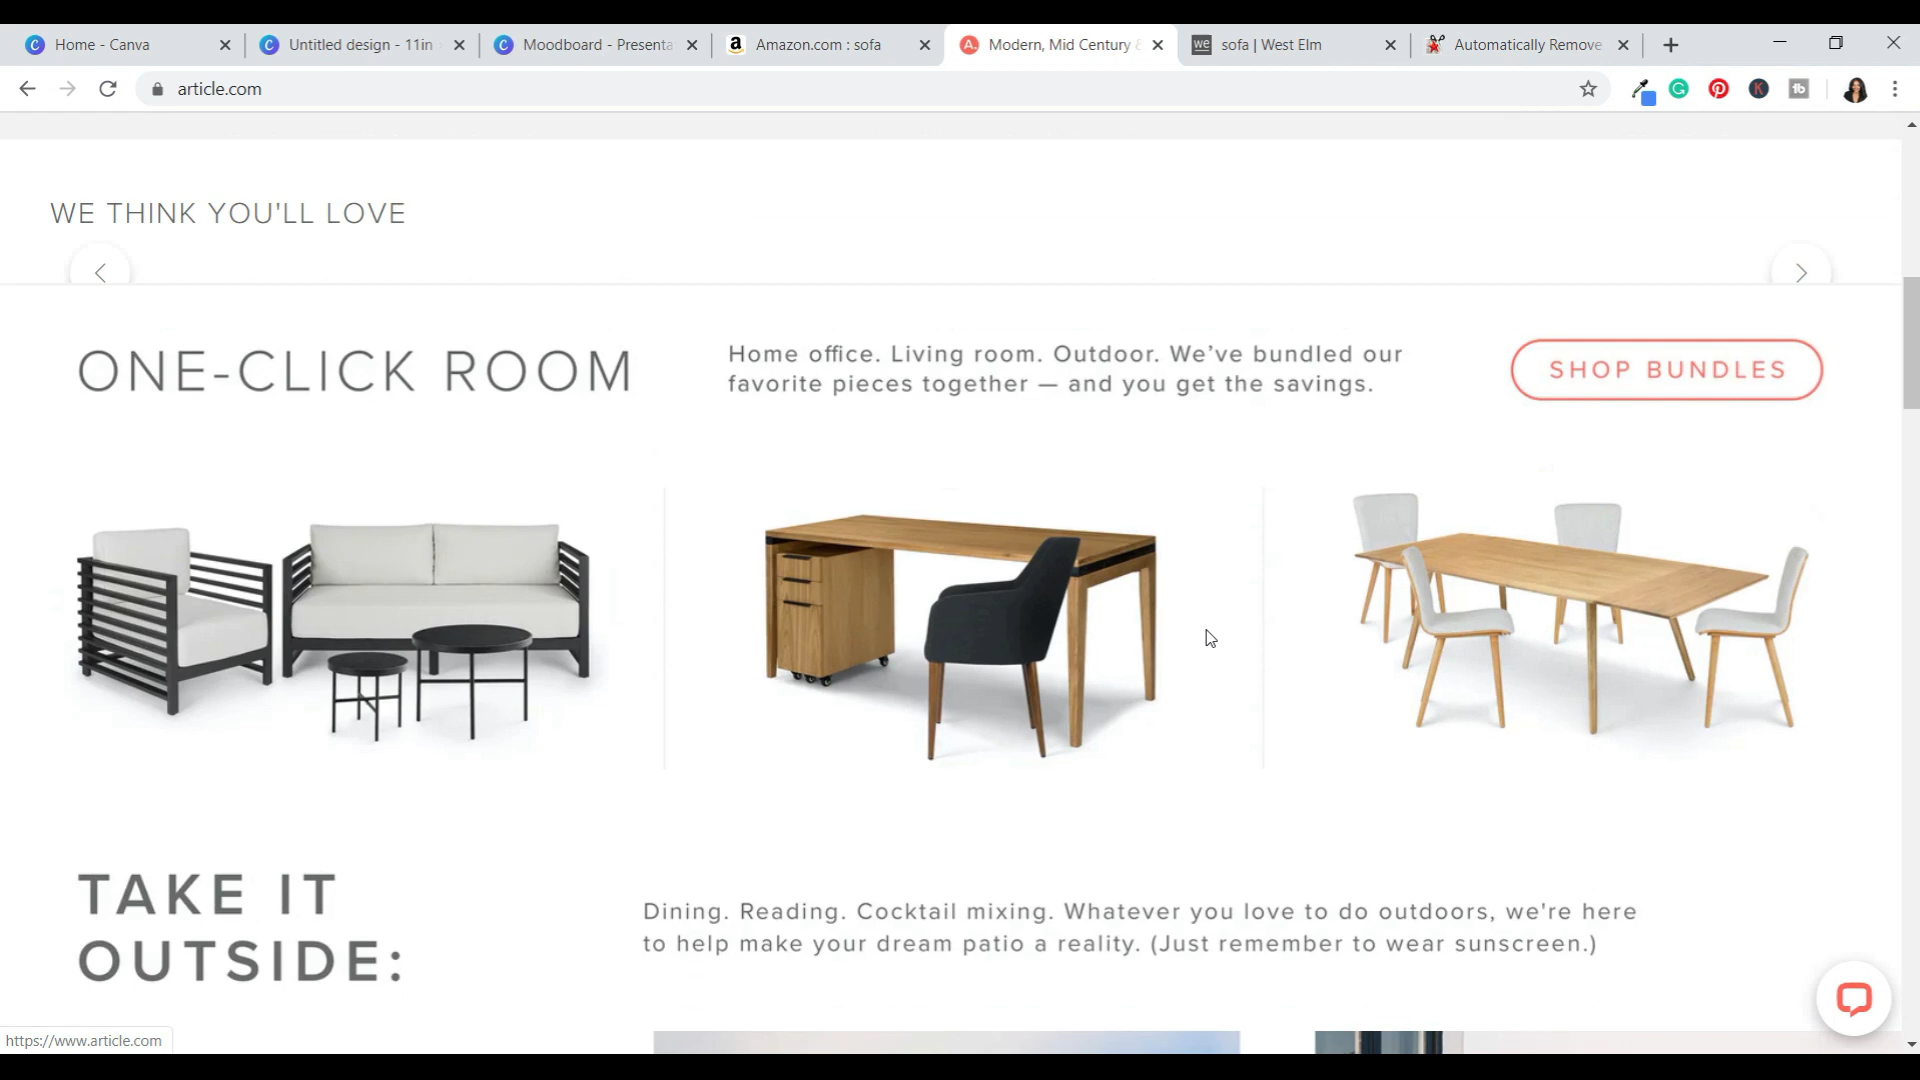 Home - Canva
Untitled design - 11in
Moodboard - Presenta
Amazon.com : sofa
Modern, Mid Century &
sofa | West Elm
Automatically Remove
article.com
WE THINK YOU'LL LOVE
ONE-CLICK ROOM
Home office. Living room. Outdoor. We've bundled our
favorite pieces together — and you get the savings.
SHOP BUNDLES
TAKE IT
OUTSIDE:
Dining. Reading. Cocktail mixing. Whatever you love to do outdoors, we're here
to help make your dream patio a reality. (Just remember to wear sunscreen.)
https://www.article.com